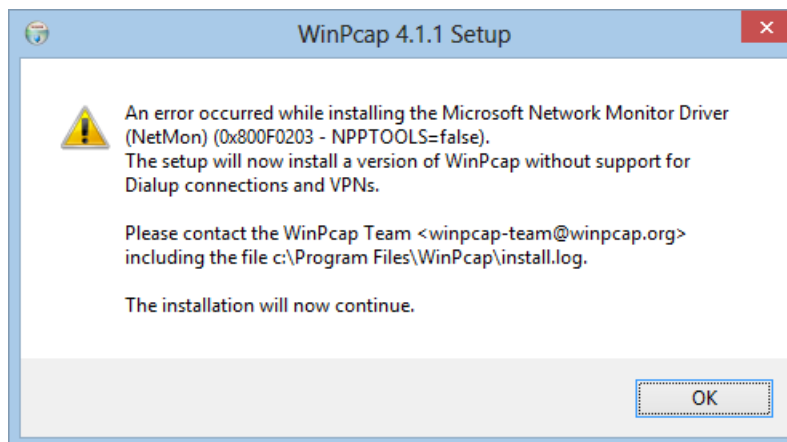 WinPcap 4.1.1 Setup
An error occurred while installing the Microsoft Network Monitor Driver
(NetMon) (0x800F0203 - NPPTOOLS=false).
The setup will now install a version of WinPcap without support for
Dialup connections and VPNs.
Please contact the WinPcap Team <winpcap-team@winpcap.org>
including the file c:\Program Files\WinPcap\install.log.
The installation will now continue.
OK